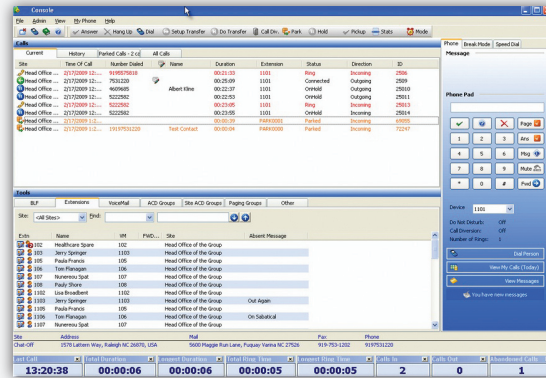 Console
File Admin View My Phone Help
Answer Hang Up Dial Setup Transfer Do Transfer Call Div. Park Hold Pickup Stats Mode
Calls
Current History Parked Calls - 2 cc All Calls
Site Time Of Call Number Dialed Name Duration Extension Status Direction ID
Head Office ... 2/17/2009 12:... 9195575818 00:21:33 1101 Ring Incoming 2506
Head Office ... 2/17/2009 12:... 7531220 00:25:09 1101 Connected Outgoing 2509
Head Office ... 2/17/2009 12:... 4609685 Albert Kline 00:22:37 1101 OnHold Outgoing 25010
Head Office ... 2/17/2009 12:... 5222582 00:22:53 1101 OnHold Outgoing 25011
Head Office ... 2/17/2009 12:... 5222582 00:23:05 1101 Ring Incoming 25013
Head Office ... 2/17/2009 12:... 5222582 00:23:55 1101 OnHold Incoming 25014
Head Office ... 2/17/2009 1:2... 00:00:39 PARK0000 Parked Incoming 69055
Head Office ... 2/17/2009 1:2... 19197531220 Test Contact 00:00:04 PARK0001 Parked Incoming 72247
Tools
BLF Extensions VoiceMail ACD Groups Site ACD Groups Paging Groups Other
Site: <All Sites> Find:
Extn Name VM FWD... Site Absent Message
102 Healthcare Spare 102 Head Office of the Group
103 Jerry Springer 1103 Head Office of the Group
105 Paula Francis 105 Head Office of the Group
106 Tom Flanagan 106 Head Office of the Group
107 Nunereou Spat 107 Head Office of the Group
108 Pauly Shore 108 Head Office of the Group
1102 Lisa Broadbent 1102 Head Office of the Group
1103 Jerry Springer 1103 Head Office of the Group Out Again
1105 Paula Francis 105 Head Office of the Group
1106 Tom Flanagan 106 Head Office of the Group On Sabatical
1107 Nunereou Spat 107 Head Office of the Group
Site Address Mail Fax Phone
Chat-Off 1578 Lattern Way, Raleigh NC 26878, USA 5600 Maggie Run Lane, Fuquay Varina NC 27526 919-753-1202 9197531220
Last Call Total Duration Longest Duration Total Ring Time Longest Ring Time Calls In Calls Out Abandoned Calls
13:20:38 00:00:06 00:00:06 00:00:05 00:00:05 2 0 1
Phone Break Mode Speed Dial
Message
Phone Pad
Page
1 2 3 Ans
4 5 6 Msg
7 8 9 Mute
* 0 # Fwd
Device 1101
Do Not Disturb: Off
Call Diversion: Off
Number of Rings: 1
Dial Person
View My Calls (Today)
View Messages
You have new messages